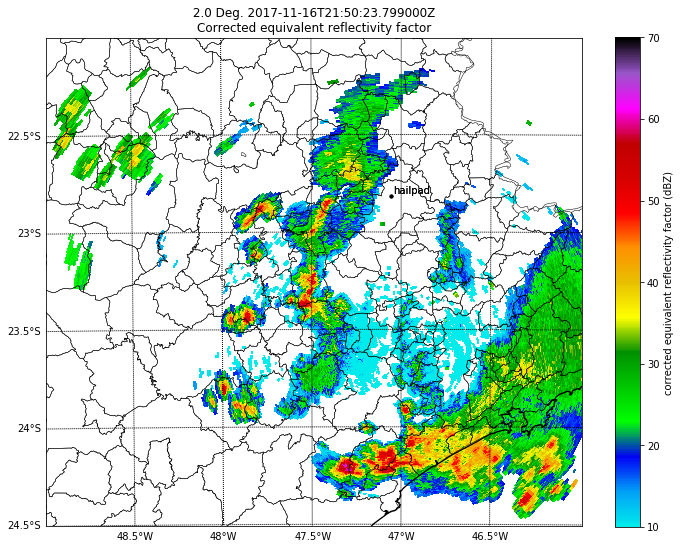 2.0 Deg. 2017-11-16T21:50:23.799000Z
Corrected equivalent reflectivity factor
70
60
50
40
30
20
10
corrected equivalent reflectivity factor (dBZ)
22.5°S
23°S
23.5°S
24°S
24.5°S
hailpad
48.5°W
48°W
47.5°W
47°W
46.5°W